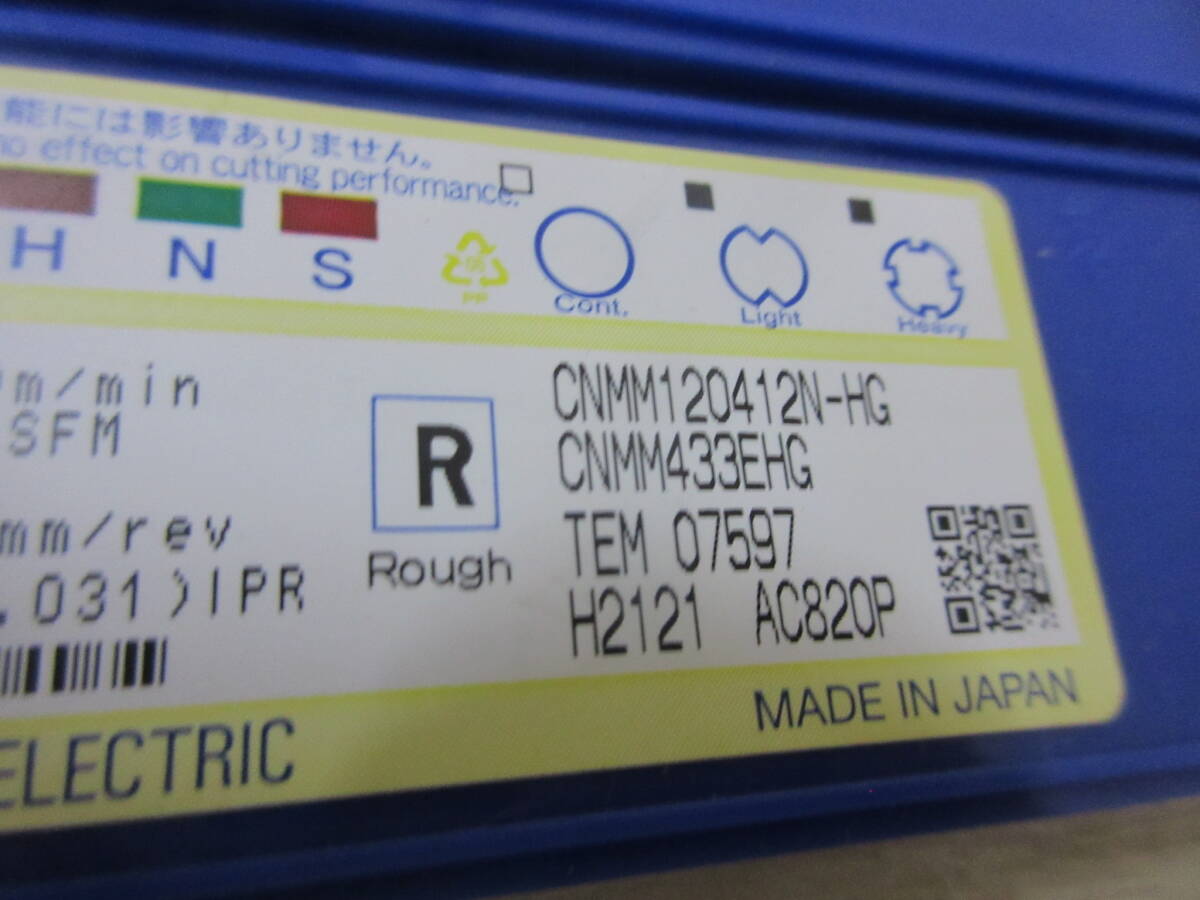 能には影響ありません。
no effect on cutting performance.
H N S
PP
Cont. Light Heavy
m/min
SFM
mm/rev
.031)IPR
R
Rough
CNMM120412N-HG
CNMM433EHG
TEM 07597
H2121 AC820P
ELECTRIC
MADE IN JAPAN